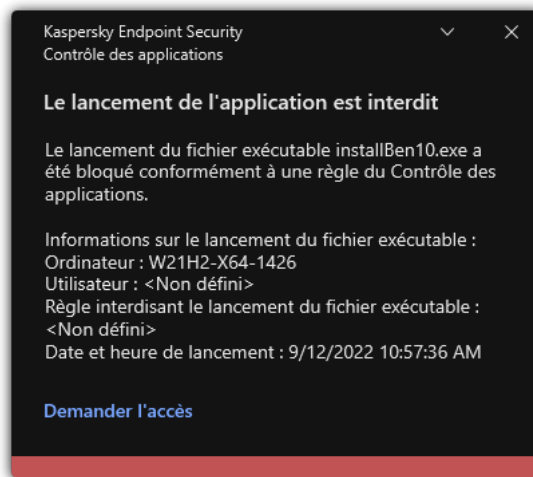 Kaspersky Endpoint Security
Contrôle des applications
Le lancement de l'application est interdit
Le lancement du fichier exécutable installBen10.exe a
été bloqué conformément à une règle du Contrôle des
applications.
Informations sur le lancement du fichier exécutable :
Ordinateur : W21H2-X64-1426
Utilisateur : <Non défini>
Règle interdisant le lancement du fichier exécutable :
<Non défini>
Date et heure de lancement : 9/12/2022 10:57:36 AM
Demander l'accès